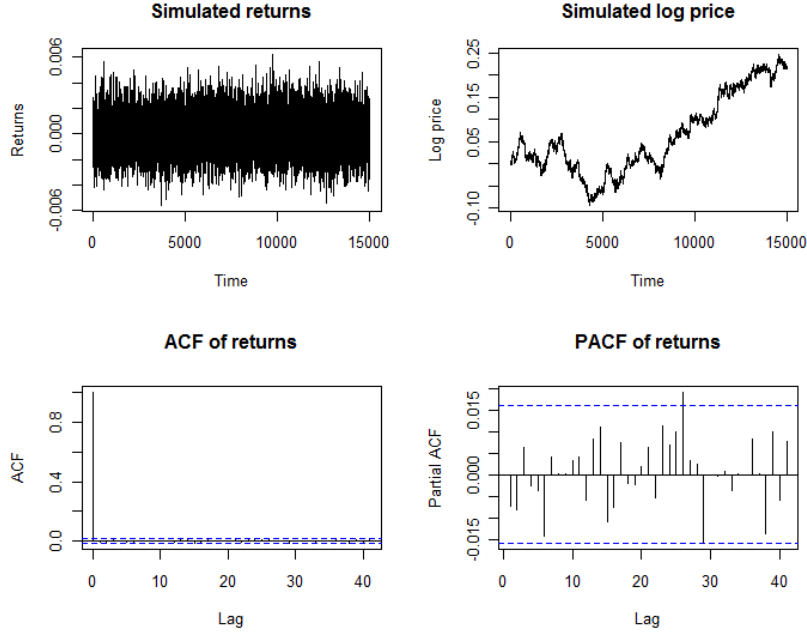 Simulated returns
Returns
0.006
0.000
-0.006
0 5000 10000 15000
Time
Simulated log price
Log price
0.25
0.15
0.05
-0.10
0 5000 10000 15000
Time
ACF of returns
ACF
0.8
0.4
0.0
0 10 20 30 40
Lag
PACF of returns
Partial ACF
0.015
0.000
-0.015
0 10 20 30 40
Lag